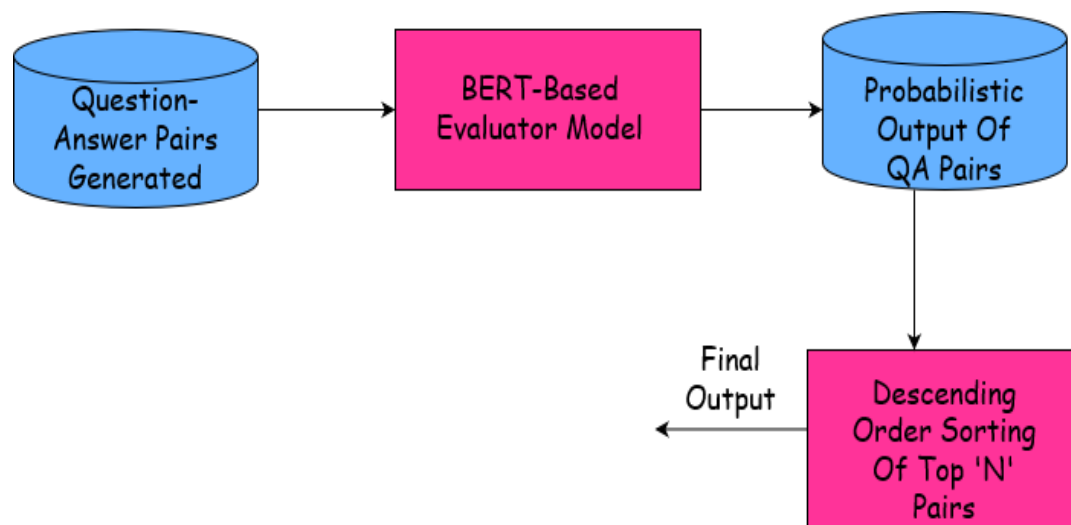 Question-
Answer Pairs
Generated
BERT-Based
Evaluator Model
Probabilistic
Output Of
QA Pairs
Final
Output
Descending
Order Sorting
Of Top 'N'
Pairs